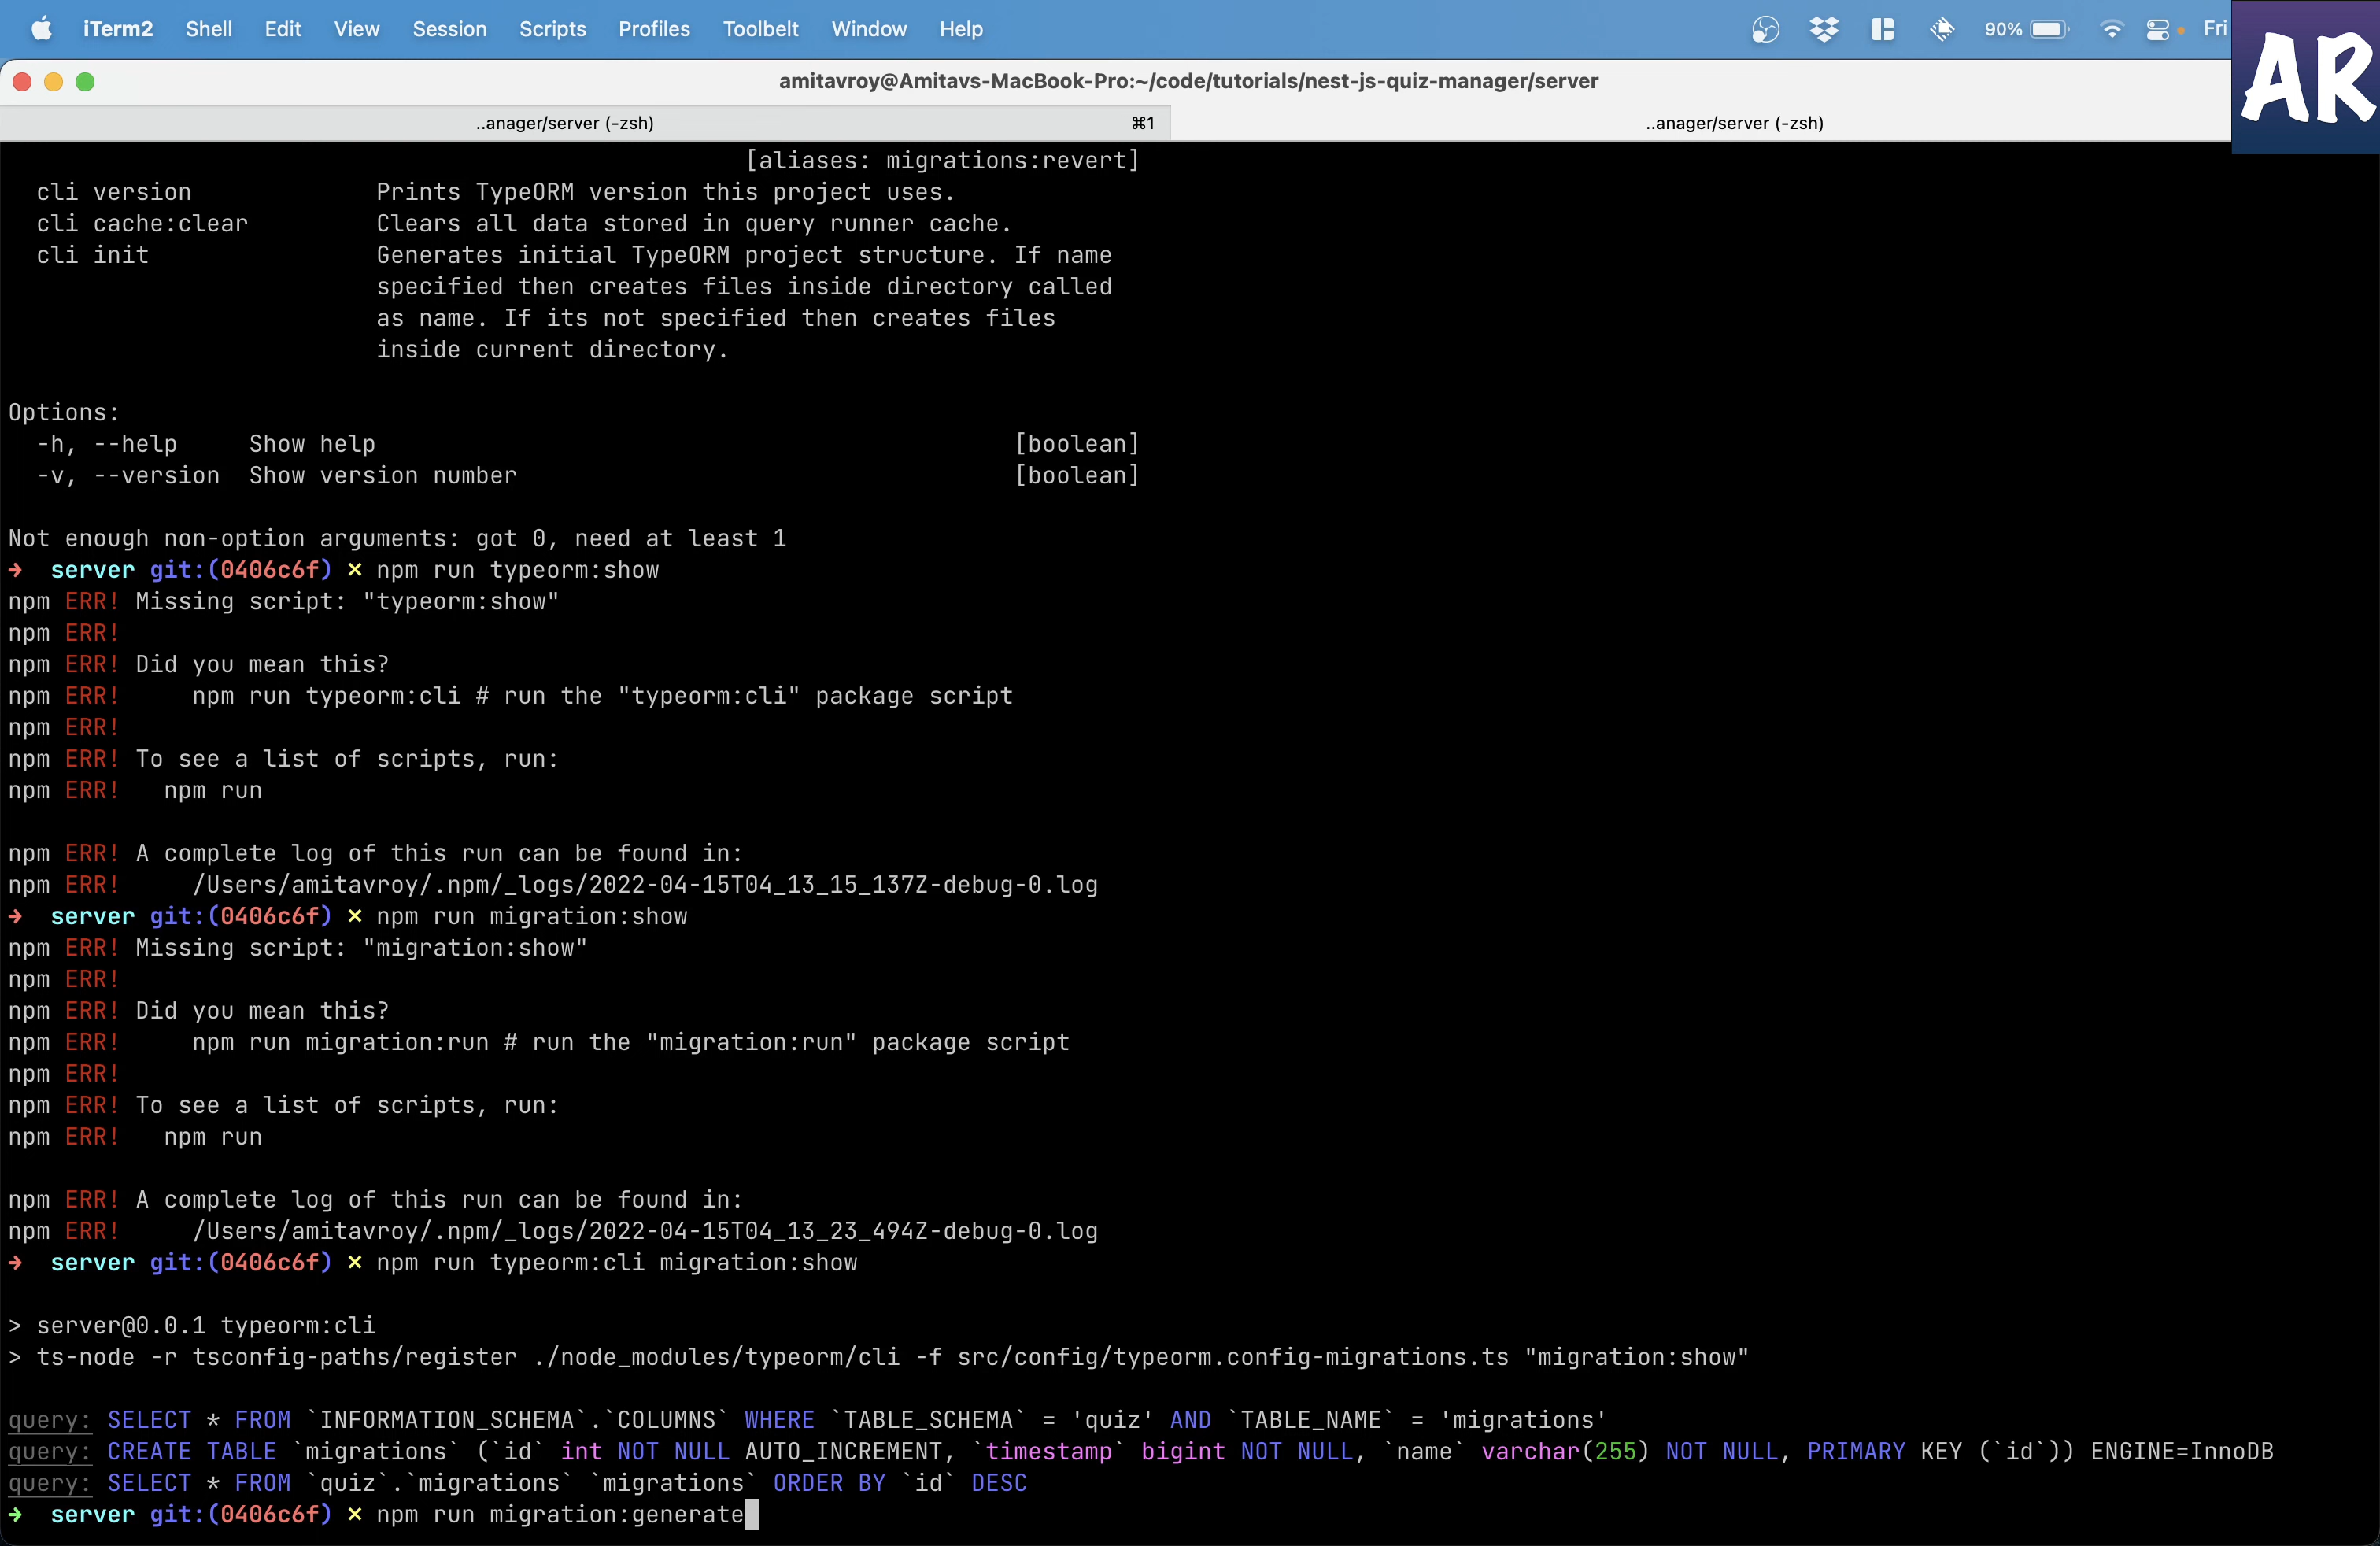 iTerm2 Shell Edit View Session Scripts Profiles Toolbelt Window Help 90% Fri
AR
amitavroy@Amitavs-MacBook-Pro:~/code/tutorials/nest-js-quiz-manager/server
..anager/server (-zsh) ⌘1 ..anager/server (-zsh)
[aliases: migrations:revert]
cli version Prints TypeORM version this project uses.
cli cache:clear Clears all data stored in query runner cache.
cli init Generates initial TypeORM project structure. If name
specified then creates files inside directory called
as name. If its not specified then creates files
inside current directory.
Options:
-h, --help Show help [boolean]
-v, --version Show version number [boolean]
Not enough non-option arguments: got 0, need at least 1
➜ server git:(0406c6f) ✗ npm run typeorm:show
npm ERR! Missing script: "typeorm:show"
npm ERR!
npm ERR! Did you mean this?
npm ERR! npm run typeorm:cli # run the "typeorm:cli" package script
npm ERR!
npm ERR! To see a list of scripts, run:
npm ERR! npm run
npm ERR! A complete log of this run can be found in:
npm ERR! /Users/amitavroy/.npm/_logs/2022-04-15T04_13_15_137Z-debug-0.log
➜ server git:(0406c6f) ✗ npm run migration:show
npm ERR! Missing script: "migration:show"
npm ERR!
npm ERR! Did you mean this?
npm ERR! npm run migration:run # run the "migration:run" package script
npm ERR!
npm ERR! To see a list of scripts, run:
npm ERR! npm run
npm ERR! A complete log of this run can be found in:
npm ERR! /Users/amitavroy/.npm/_logs/2022-04-15T04_13_23_494Z-debug-0.log
➜ server git:(0406c6f) ✗ npm run typeorm:cli migration:show
> server@0.0.1 typeorm:cli
> ts-node -r tsconfig-paths/register ./node_modules/typeorm/cli -f src/config/typeorm.config-migrations.ts "migration:show"
query: SELECT * FROM `INFORMATION_SCHEMA`.`COLUMNS` WHERE `TABLE_SCHEMA` = 'quiz' AND `TABLE_NAME` = 'migrations'
query: CREATE TABLE `migrations` (`id` int NOT NULL AUTO_INCREMENT, `timestamp` bigint NOT NULL, `name` varchar(255) NOT NULL, PRIMARY KEY (`id`)) ENGINE=InnoDB
query: SELECT * FROM `quiz`.`migrations` `migrations` ORDER BY `id` DESC
➜ server git:(0406c6f) ✗ npm run migration:generate